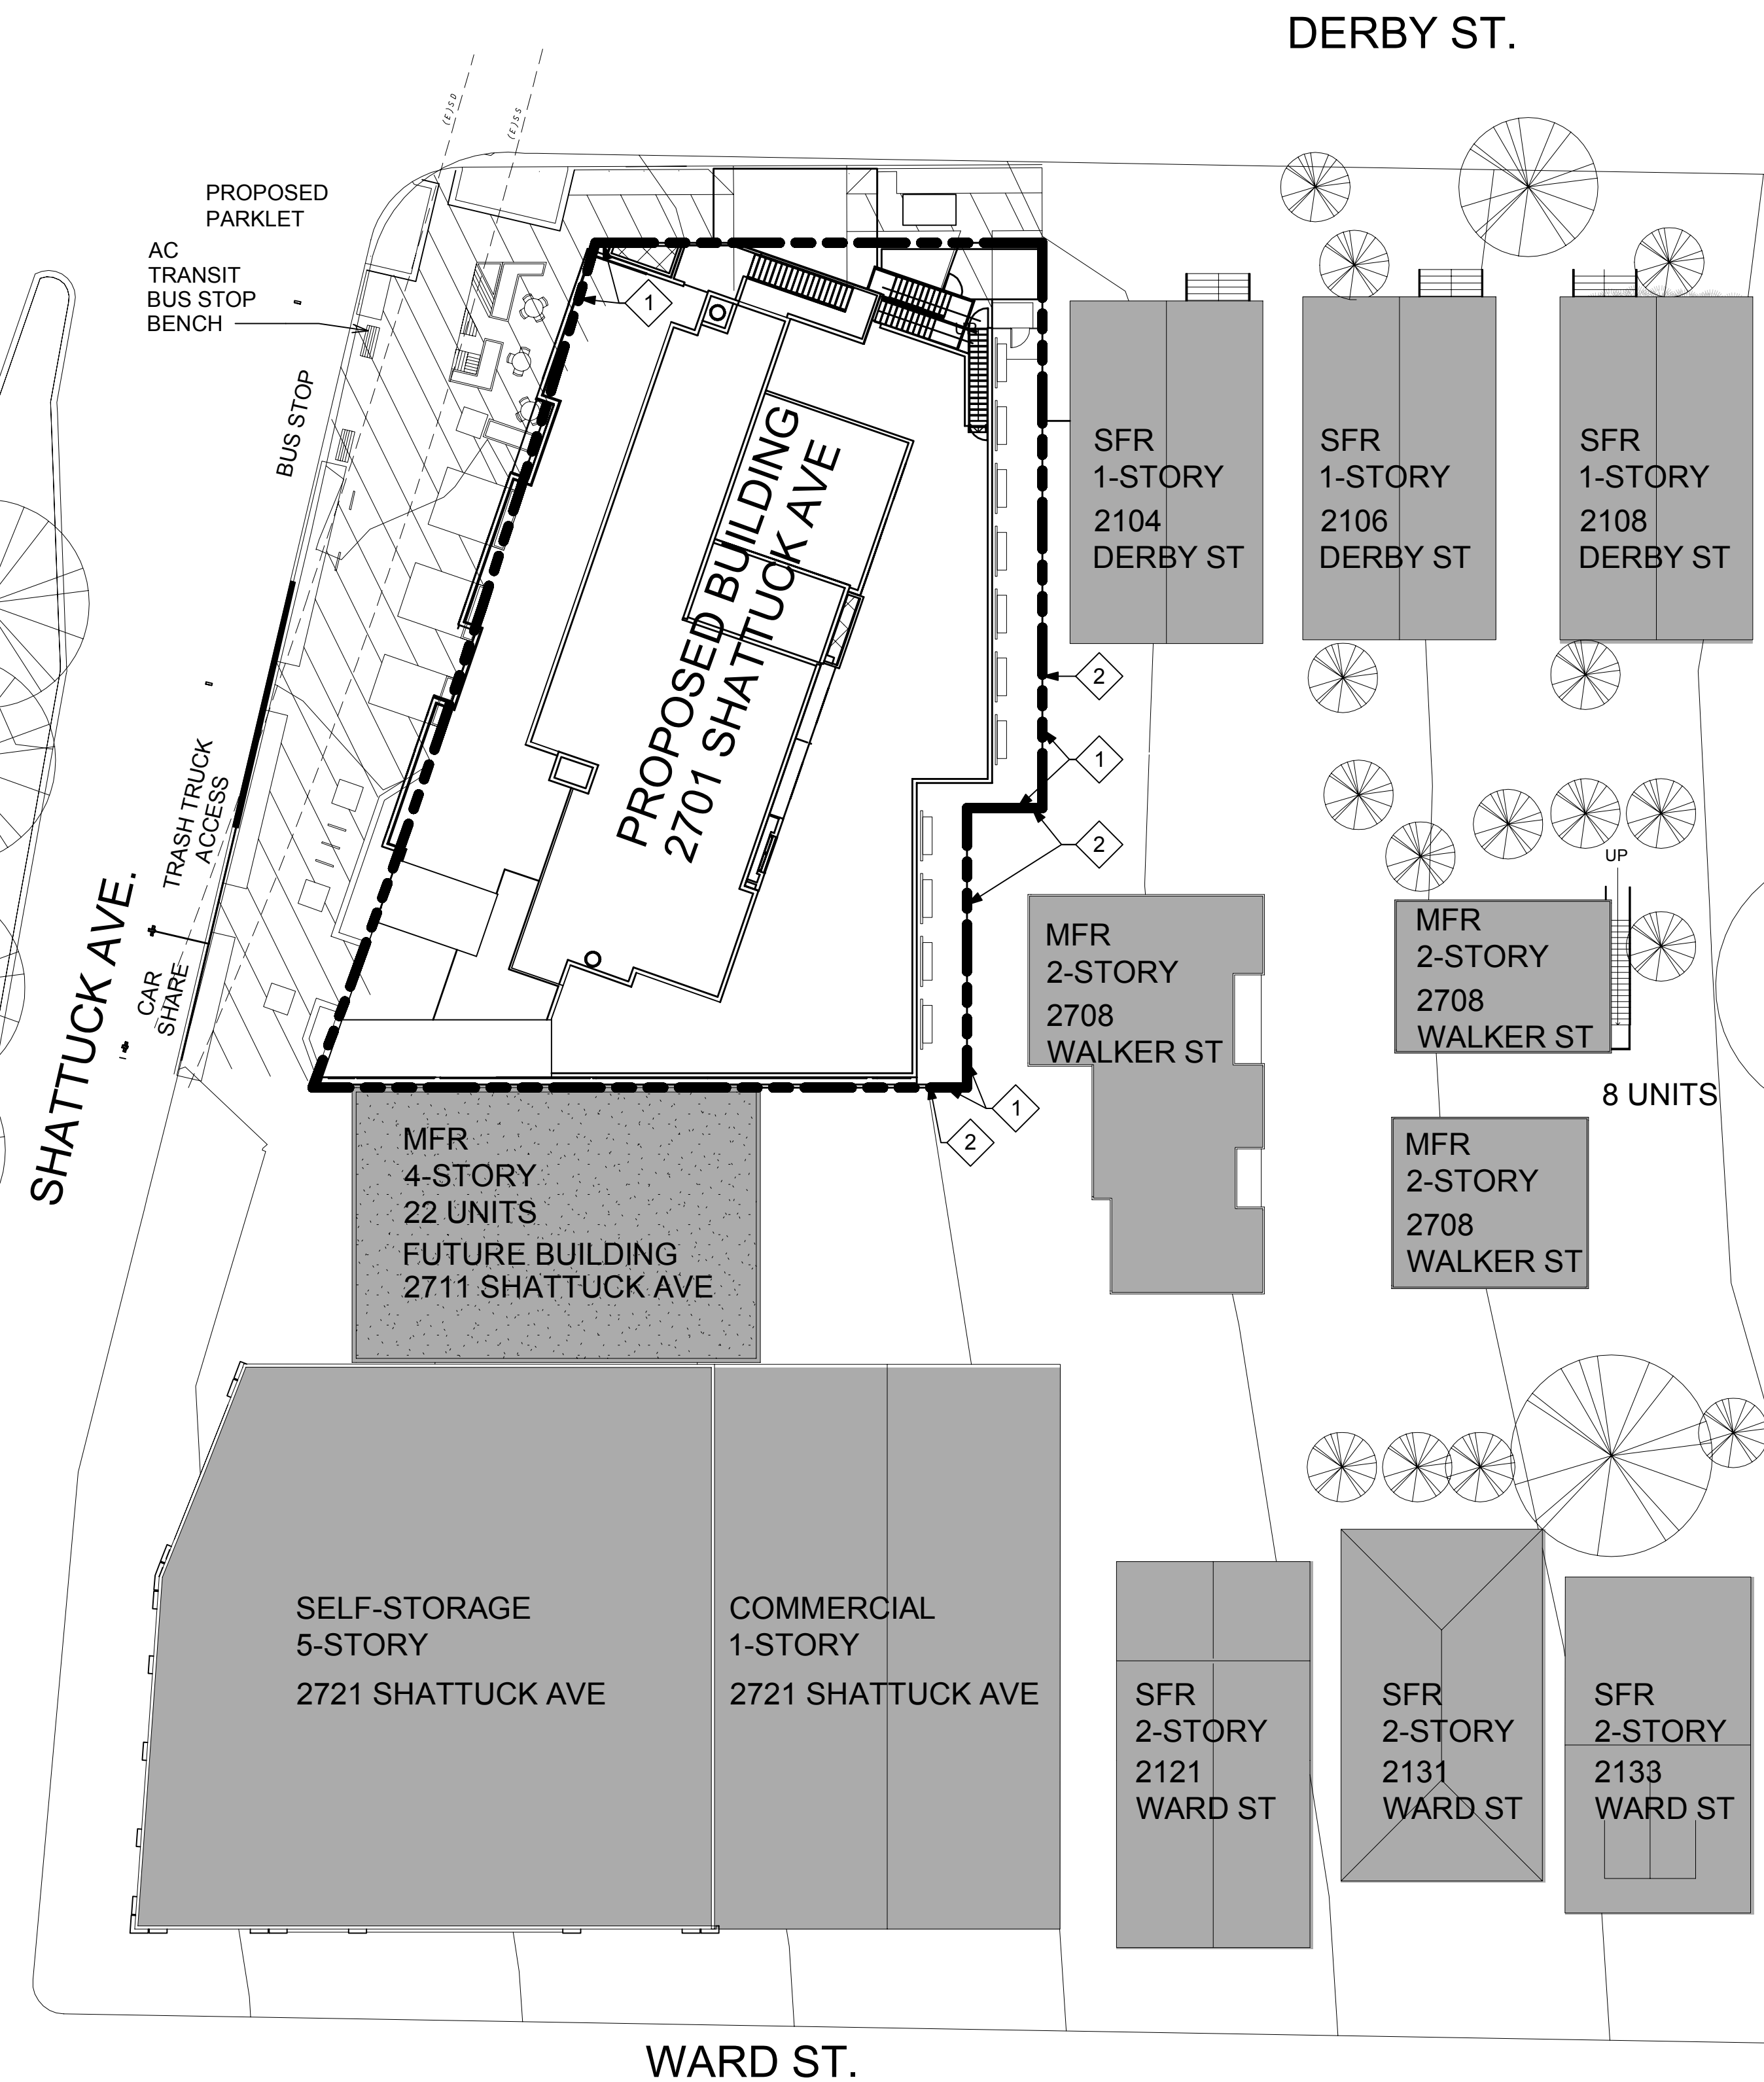 DERBY ST.
(E)SD
(E)SS
PROPOSED
PARKLET
AC
TRANSIT
BUS STOP
BENCH
1
BUS STOP
PROPOSED BUILDING
2701 SHATTUCK AVE
SFR
1-STORY
2104
DERBY ST
SFR
1-STORY
2106
DERBY ST
SFR
1-STORY
2108
DERBY ST
2
1
2
TRASH TRUCK
ACCESS
SHATTUCK AVE.
CAR
SHARE
UP
MFR
2-STORY
2708
WALKER ST
MFR
2-STORY
2708
WALKER ST
8 UNITS
1
2
MFR
4-STORY
22 UNITS
FUTURE BUILDING
2711 SHATTUCK AVE
MFR
2-STORY
2708
WALKER ST
SELF-STORAGE
5-STORY
2721 SHATTUCK AVE
COMMERCIAL
1-STORY
2721 SHATTUCK AVE
SFR
2-STORY
2121
WARD ST
SFR
2-STORY
2131
WARD ST
SFR
2-STORY
2133
WARD ST
WARD ST.